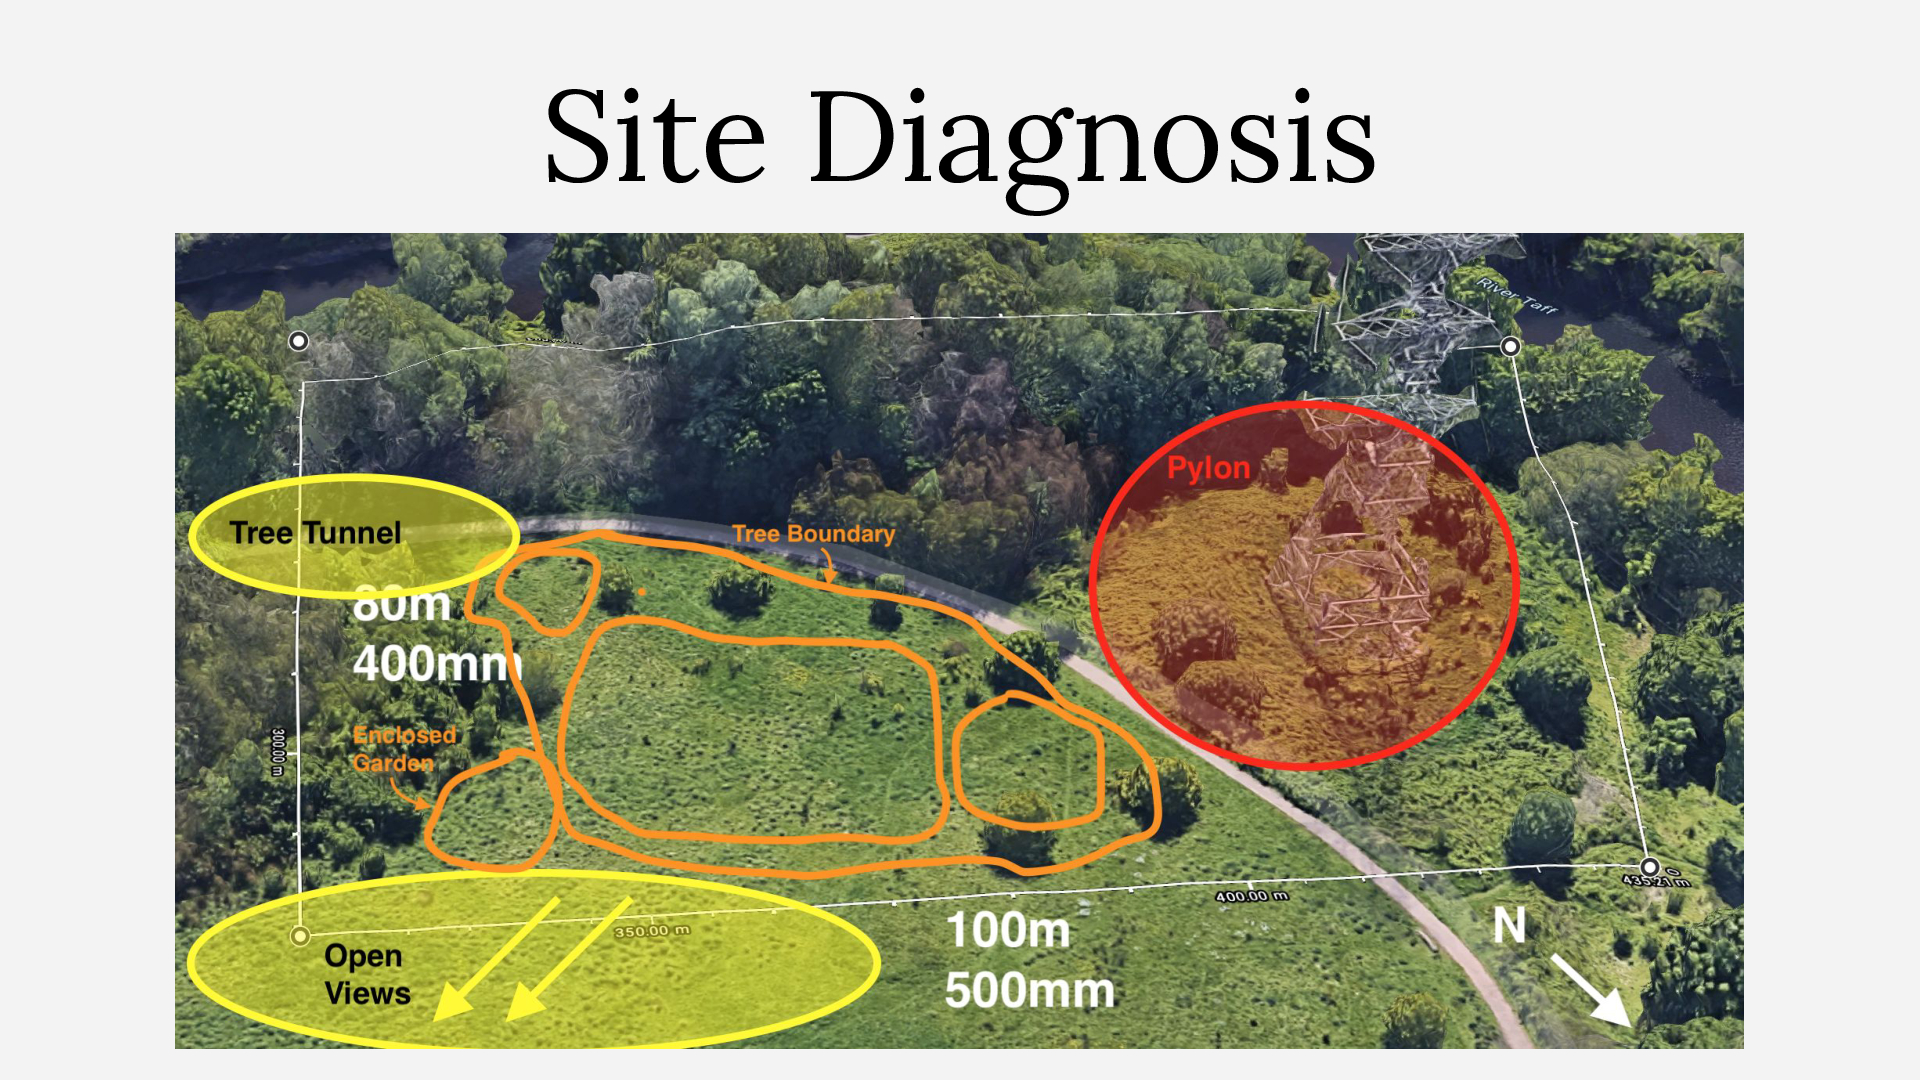 Site Diagnosis
River Taff
Pylon
Tree Tunnel
Tree Boundary
80m
400mm
Enclosed
Garden
300.00 m
435.21 m
400.00 m
100m
500mm
350.00 m
Open
Views
N